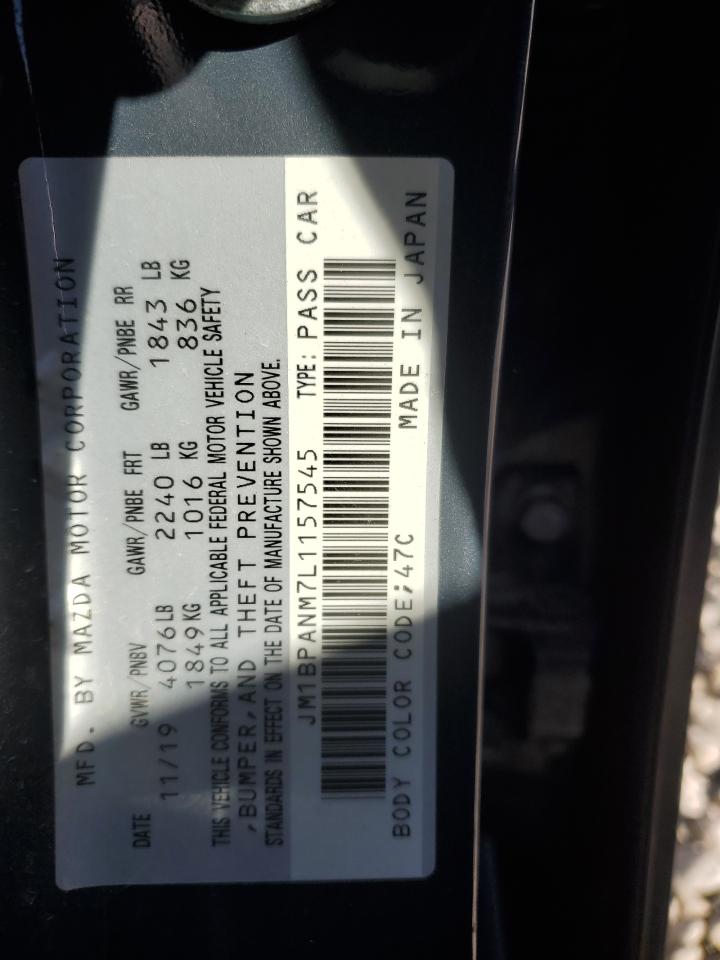 MFD. BY MAZDA MOTOR CORPORATION
DATE GVWR/PNBV GAWR/PNBE FRT GAWR/PNBE RR
11/19 4076LB 2240 LB 1843 LB
1849KG 1016 KG 836 KG
THIS VEHICLE CONFORMS TO ALL APPLICABLE FEDERAL MOTOR VEHICLE SAFETY
,BUMPER,AND THEFT PREVENTION
STANDARDS IN EFFECT ON THE DATE OF MANUFACTURE SHOWN ABOVE.
JM1BPANM7L1157545 TYPE: PASS CAR
BODY COLOR CODE:47C MADE IN JAPAN